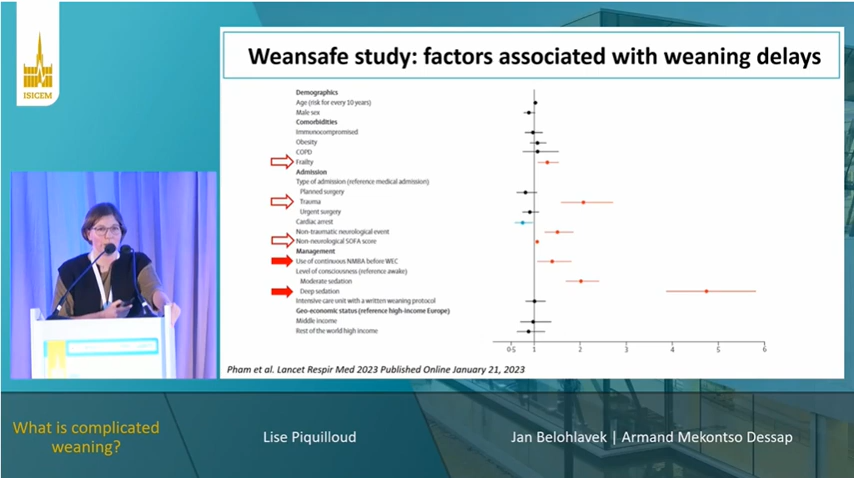 ISICEM
Weansafe study: factors associated with weaning delays
Demographics
Age (risk for every 10 years)
Male sex
Comorbidities
Immunocompromised
Obesity
COPD
Frailty
Admission
Type of admission (reference medical admission)
Planned surgery
Trauma
Urgent surgery
Cardiac arrest
Non-traumatic neurological event
Non-neurological SOFA score
Management
Use of continuous NMBA before WEC
Level of consciousness (reference awake)
Moderate sedation
Deep sedation
Intensive care unit with a written weaning protocol
Geo-economic status (reference high-income Europe)
Middle income
Rest of the world high income
0·5 1 2 3 4 5 6
Pham et al. Lancet Respir Med 2023 Published Online January 21, 2023
What is complicated
weaning?
Lise Piquilloud
Jan Belohlavek | Armand Mekontso Dessap